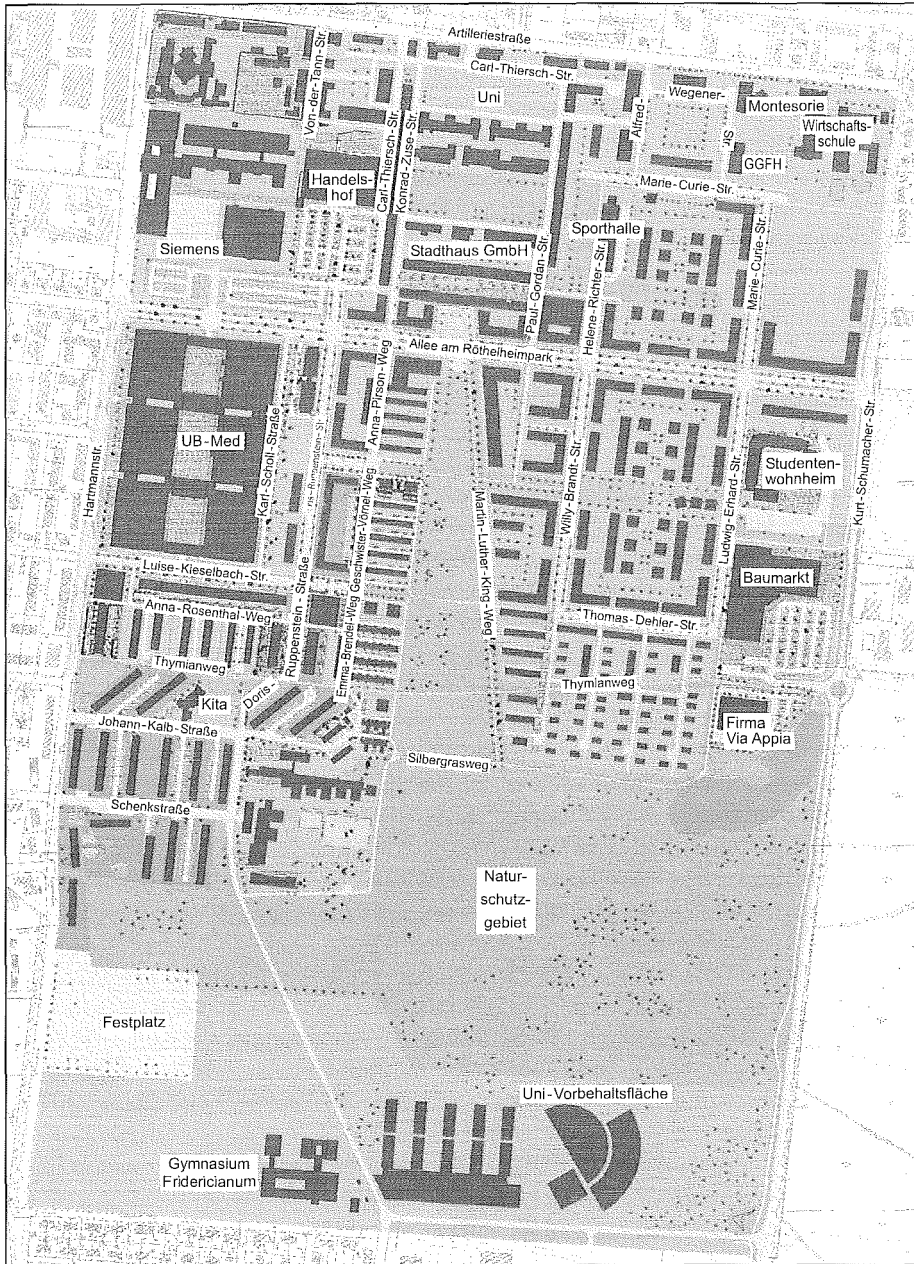 Artilleriestraße
Carl-Thiersch-Str.
Von-der-Tann-Str.
Uni
Wegener-
Str.
Alfred-
Montesorie
Wirtschafts-
schule
GGFH
Carl-Thiersch-Str.
Konrad-Zuse-Str.
Handels-
hof
Marie-Curie-Str.
Sporthalle
Siemens
Stadthaus GmbH
Paul-Gordan-Str.
Helene-Richter-Str.
Marie-Curie-Str.
Allee am Röthelheimpark
Anna-Pirson-Weg
UB-Med
Hartmannstr.
Karl-Scholl-Straße
Studenten-
wohnheim
Kurt-Schumacher-Str.
Geschwister-Vömel-Weg
Martin-Luther-King-Weg
Willy-Brandt-Str.
Ludwig-Erhard-Str.
Luise-Kieselbach-Str.
Baumarkt
Anna-Rosenthal-Weg
Doris-
Ruppenstein-Straße
Emma-Brendel-Weg
Thomas-Dehler-Str.
Thymianweg
Thymianweg
Kita
Johann-Kalb-Straße
Firma
Via Appia
Silbergrasweg
Schenkstraße
Natur-
schutz-
gebiet
Festplatz
Uni-Vorbehaltsfläche
Gymnasium
Fridericianum